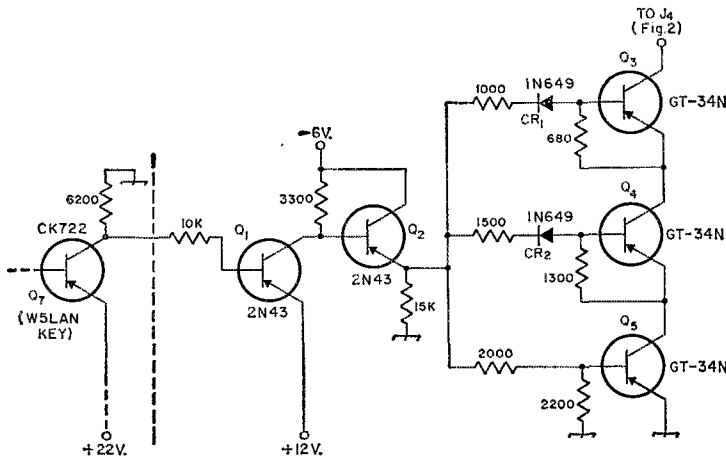 TO J4
(Fig.2)
Q3
1N649
1000
CR1
GT-34N
680
-6V.
6200
3300
Q4
1N649
CK722
10K
Q1
Q2
1500
CR2
GT-34N
1300
Q7
(W5LAN
KEY)
2N43
2N43
15K
Q5
2000
GT-34N
2200
+22V.
+12V.